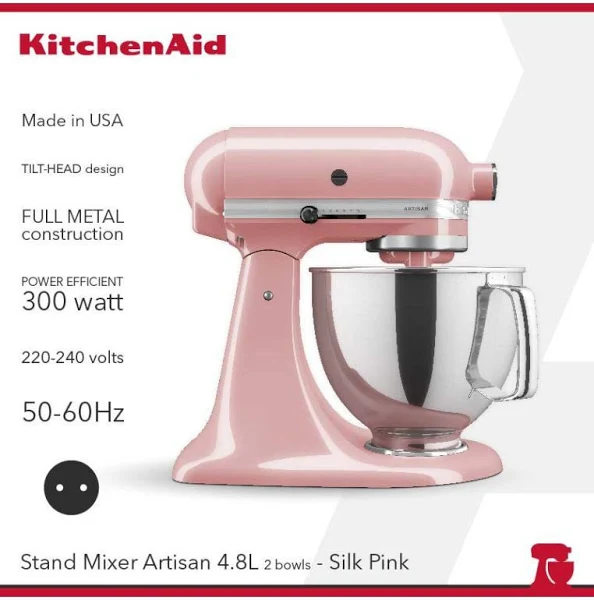 KitchenAid
Made in USA
TILT-HEAD design
FULL METAL
construction
POWER EFFICIENT
300 watt
220-240 volts
50-60Hz
ARTISAN
Stand Mixer Artisan 4.8L 2 bowls - Silk Pink